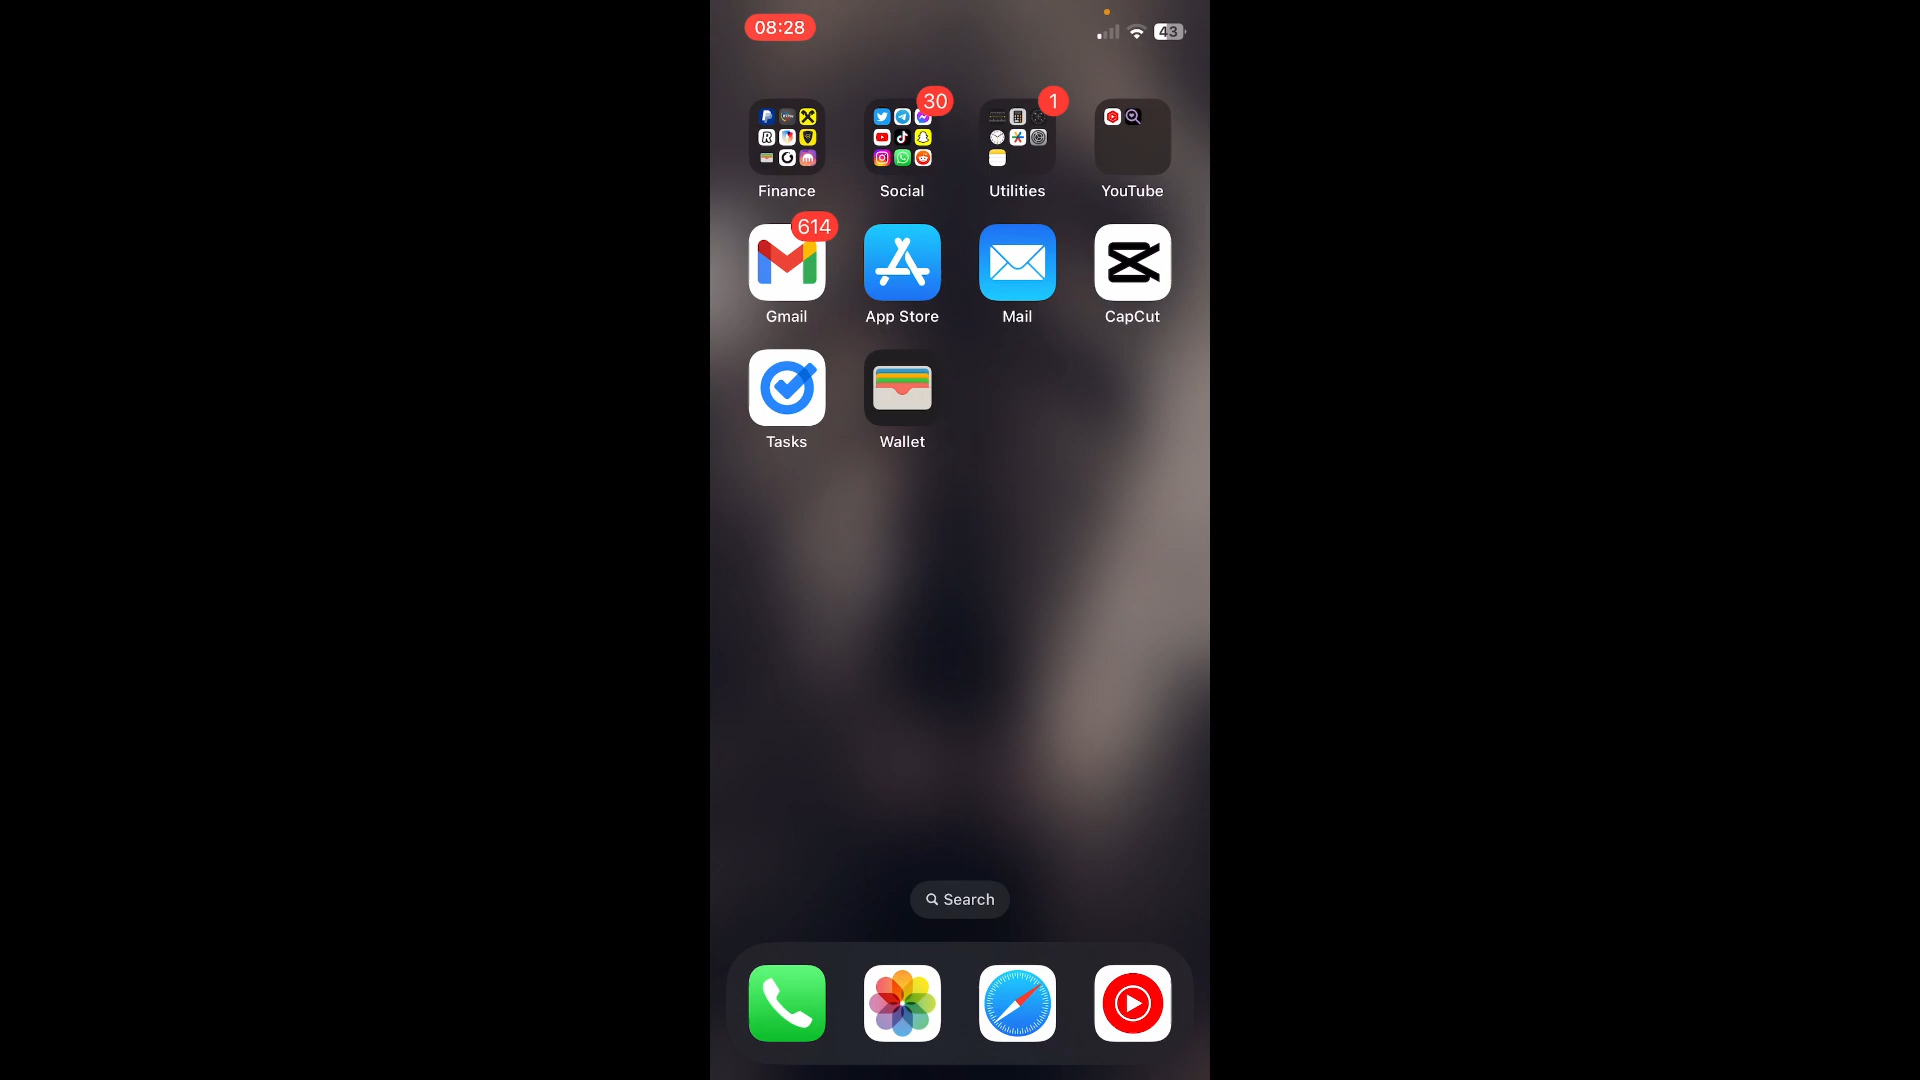 08:28
43
30
1
Finance
Social
Utilities
YouTube
614
Gmail
App Store
Mail
CapCut
Tasks
Wallet
Search